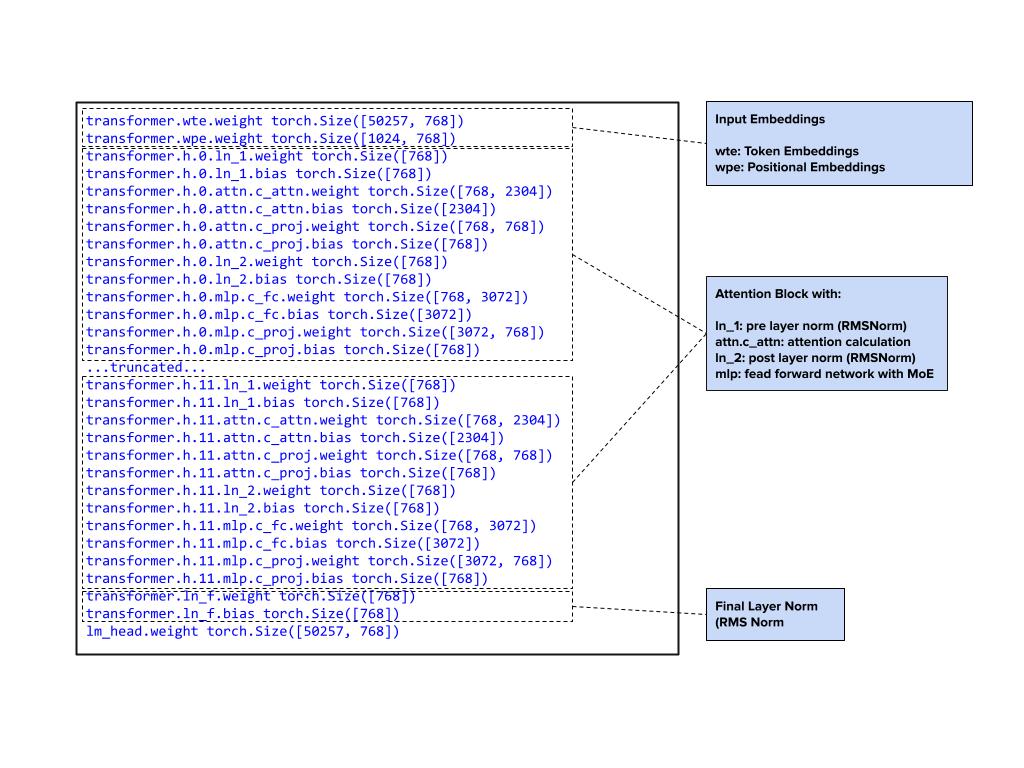 transformer.wte.weight torch.Size([50257, 768])
transformer.wpe.weight torch.Size([1024, 768])
transformer.h.0.ln_1.weight torch.Size([768])
transformer.h.0.ln_1.bias torch.Size([768])
transformer.h.0.attn.c_attn.weight torch.Size([768, 2304])
transformer.h.0.attn.c_attn.bias torch.Size([2304])
transformer.h.0.attn.c_proj.weight torch.Size([768, 768])
transformer.h.0.attn.c_proj.bias torch.Size([768])
transformer.h.0.ln_2.weight torch.Size([768])
transformer.h.0.ln_2.bias torch.Size([768])
transformer.h.0.mlp.c_fc.weight torch.Size([768, 3072])
transformer.h.0.mlp.c_fc.bias torch.Size([3072])
transformer.h.0.mlp.c_proj.weight torch.Size([3072, 768])
transformer.h.0.mlp.c_proj.bias torch.Size([768])
...truncated...
transformer.h.11.ln_1.weight torch.Size([768])
transformer.h.11.ln_1.bias torch.Size([768])
transformer.h.11.attn.c_attn.weight torch.Size([768, 2304])
transformer.h.11.attn.c_attn.bias torch.Size([2304])
transformer.h.11.attn.c_proj.weight torch.Size([768, 768])
transformer.h.11.attn.c_proj.bias torch.Size([768])
transformer.h.11.ln_2.weight torch.Size([768])
transformer.h.11.ln_2.bias torch.Size([768])
transformer.h.11.mlp.c_fc.weight torch.Size([768, 3072])
transformer.h.11.mlp.c_fc.bias torch.Size([3072])
transformer.h.11.mlp.c_proj.weight torch.Size([3072, 768])
transformer.h.11.mlp.c_proj.bias torch.Size([768])
transformer.ln_f.weight torch.Size([768])
transformer.ln_f.bias torch.Size([768])
lm_head.weight torch.Size([50257, 768])
Input Embeddings
wte: Token Embeddings
wpe: Positional Embeddings
Attention Block with:
ln_1: pre layer norm (RMSNorm)
attn.c_attn: attention calculation
ln_2: post layer norm (RMSNorm)
mlp: fead forward network with MoE
Final Layer Norm
(RMS Norm